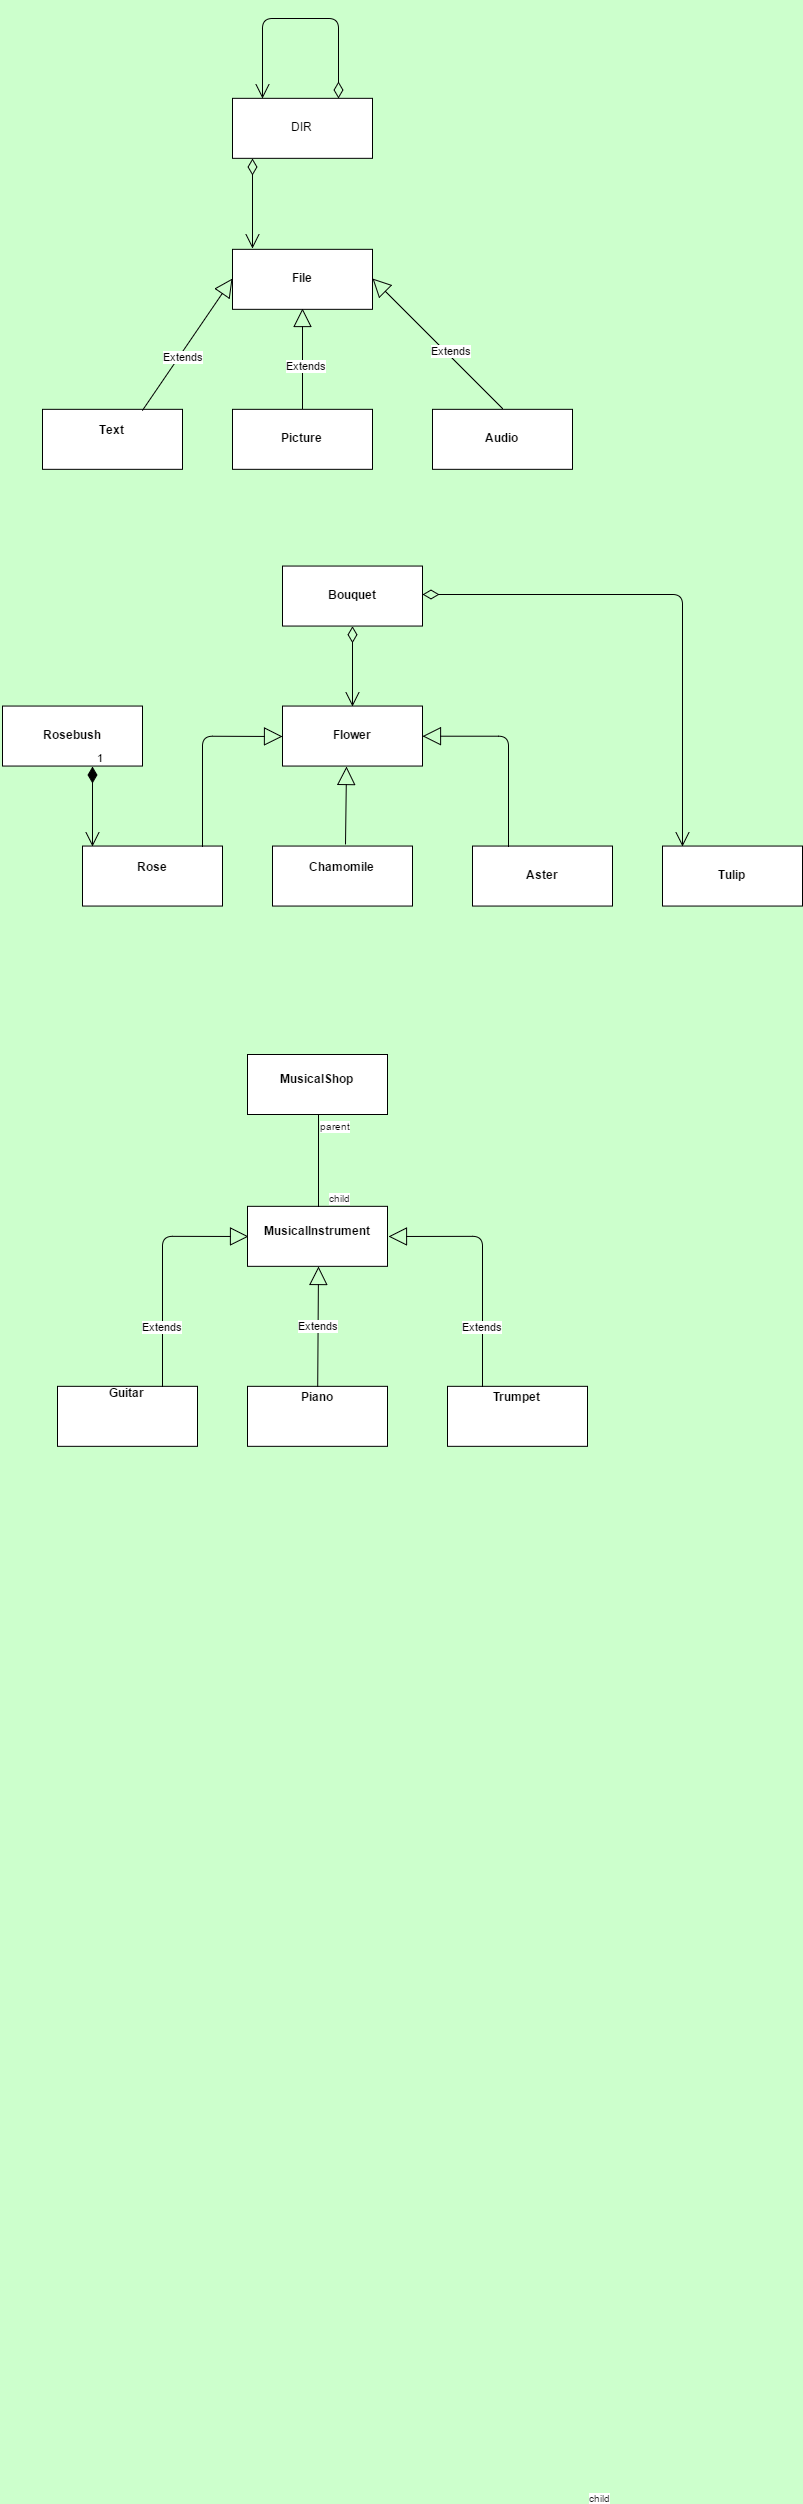 DIR
File
Extends
Extends
Extends
Text
Picture
Audio
Bouquet
Rosebush
1
Flower
Rose
Chamomile
Aster
Tulip
MusicalShop
parent
child
MusicalInstrument
Extends
Extends
Extends
Guitar
Piano
Trumpet
child